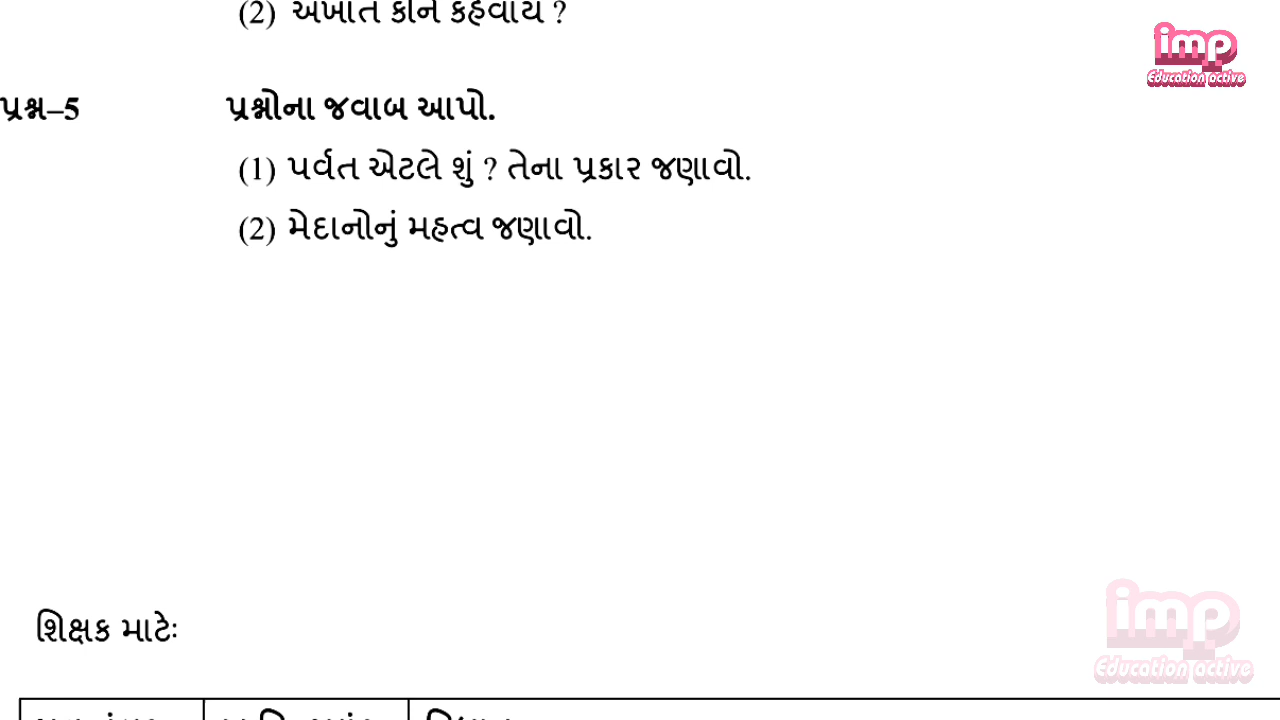 (2) અખાત કોને કહેવાય ?
imp
Education active
પ્રશ્ન–5 પ્રશ્નોના જવાબ આપો.
(1) પર્વત એટલે શું ? તેના પ્રકાર જણાવો.
(2) મેદાનોનું મહત્વ જણાવો.
imp
Education active
શિક્ષક માટેઃ